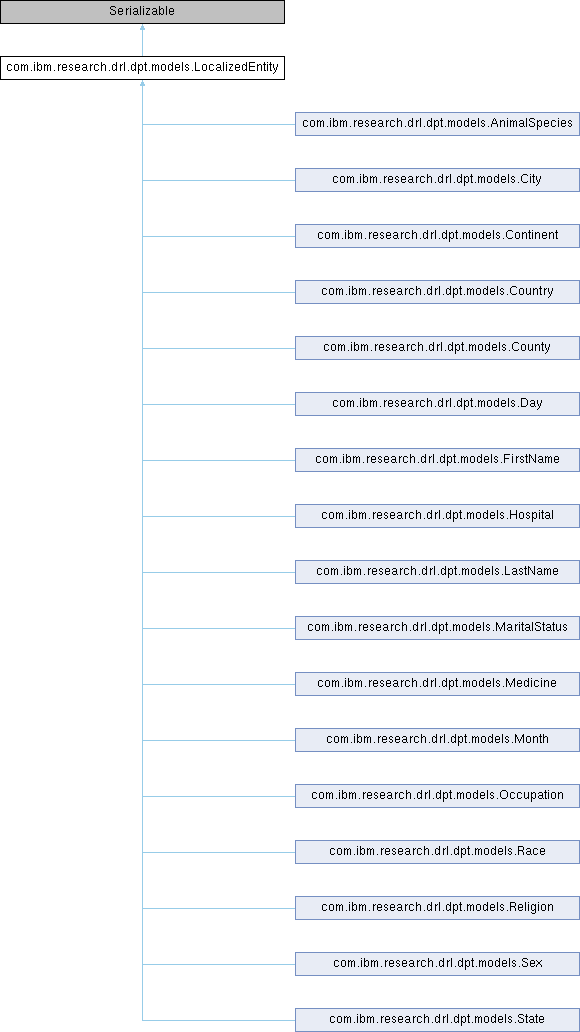 Serializable
com.ibm.research.drl.dpt.models.LocalizedEntity
com.ibm.research.drl.dpt.models.AnimalSpecies
com.ibm.research.drl.dpt.models.City
com.ibm.research.drl.dpt.models.Continent
com.ibm.research.drl.dpt.models.Country
com.ibm.research.drl.dpt.models.County
com.ibm.research.drl.dpt.models.Day
com.ibm.research.drl.dpt.models.FirstName
com.ibm.research.drl.dpt.models.Hospital
com.ibm.research.drl.dpt.models.LastName
com.ibm.research.drl.dpt.models.MaritalStatus
com.ibm.research.drl.dpt.models.Medicine
com.ibm.research.drl.dpt.models.Month
com.ibm.research.drl.dpt.models.Occupation
com.ibm.research.drl.dpt.models.Race
com.ibm.research.drl.dpt.models.Religion
com.ibm.research.drl.dpt.models.Sex
com.ibm.research.drl.dpt.models.State